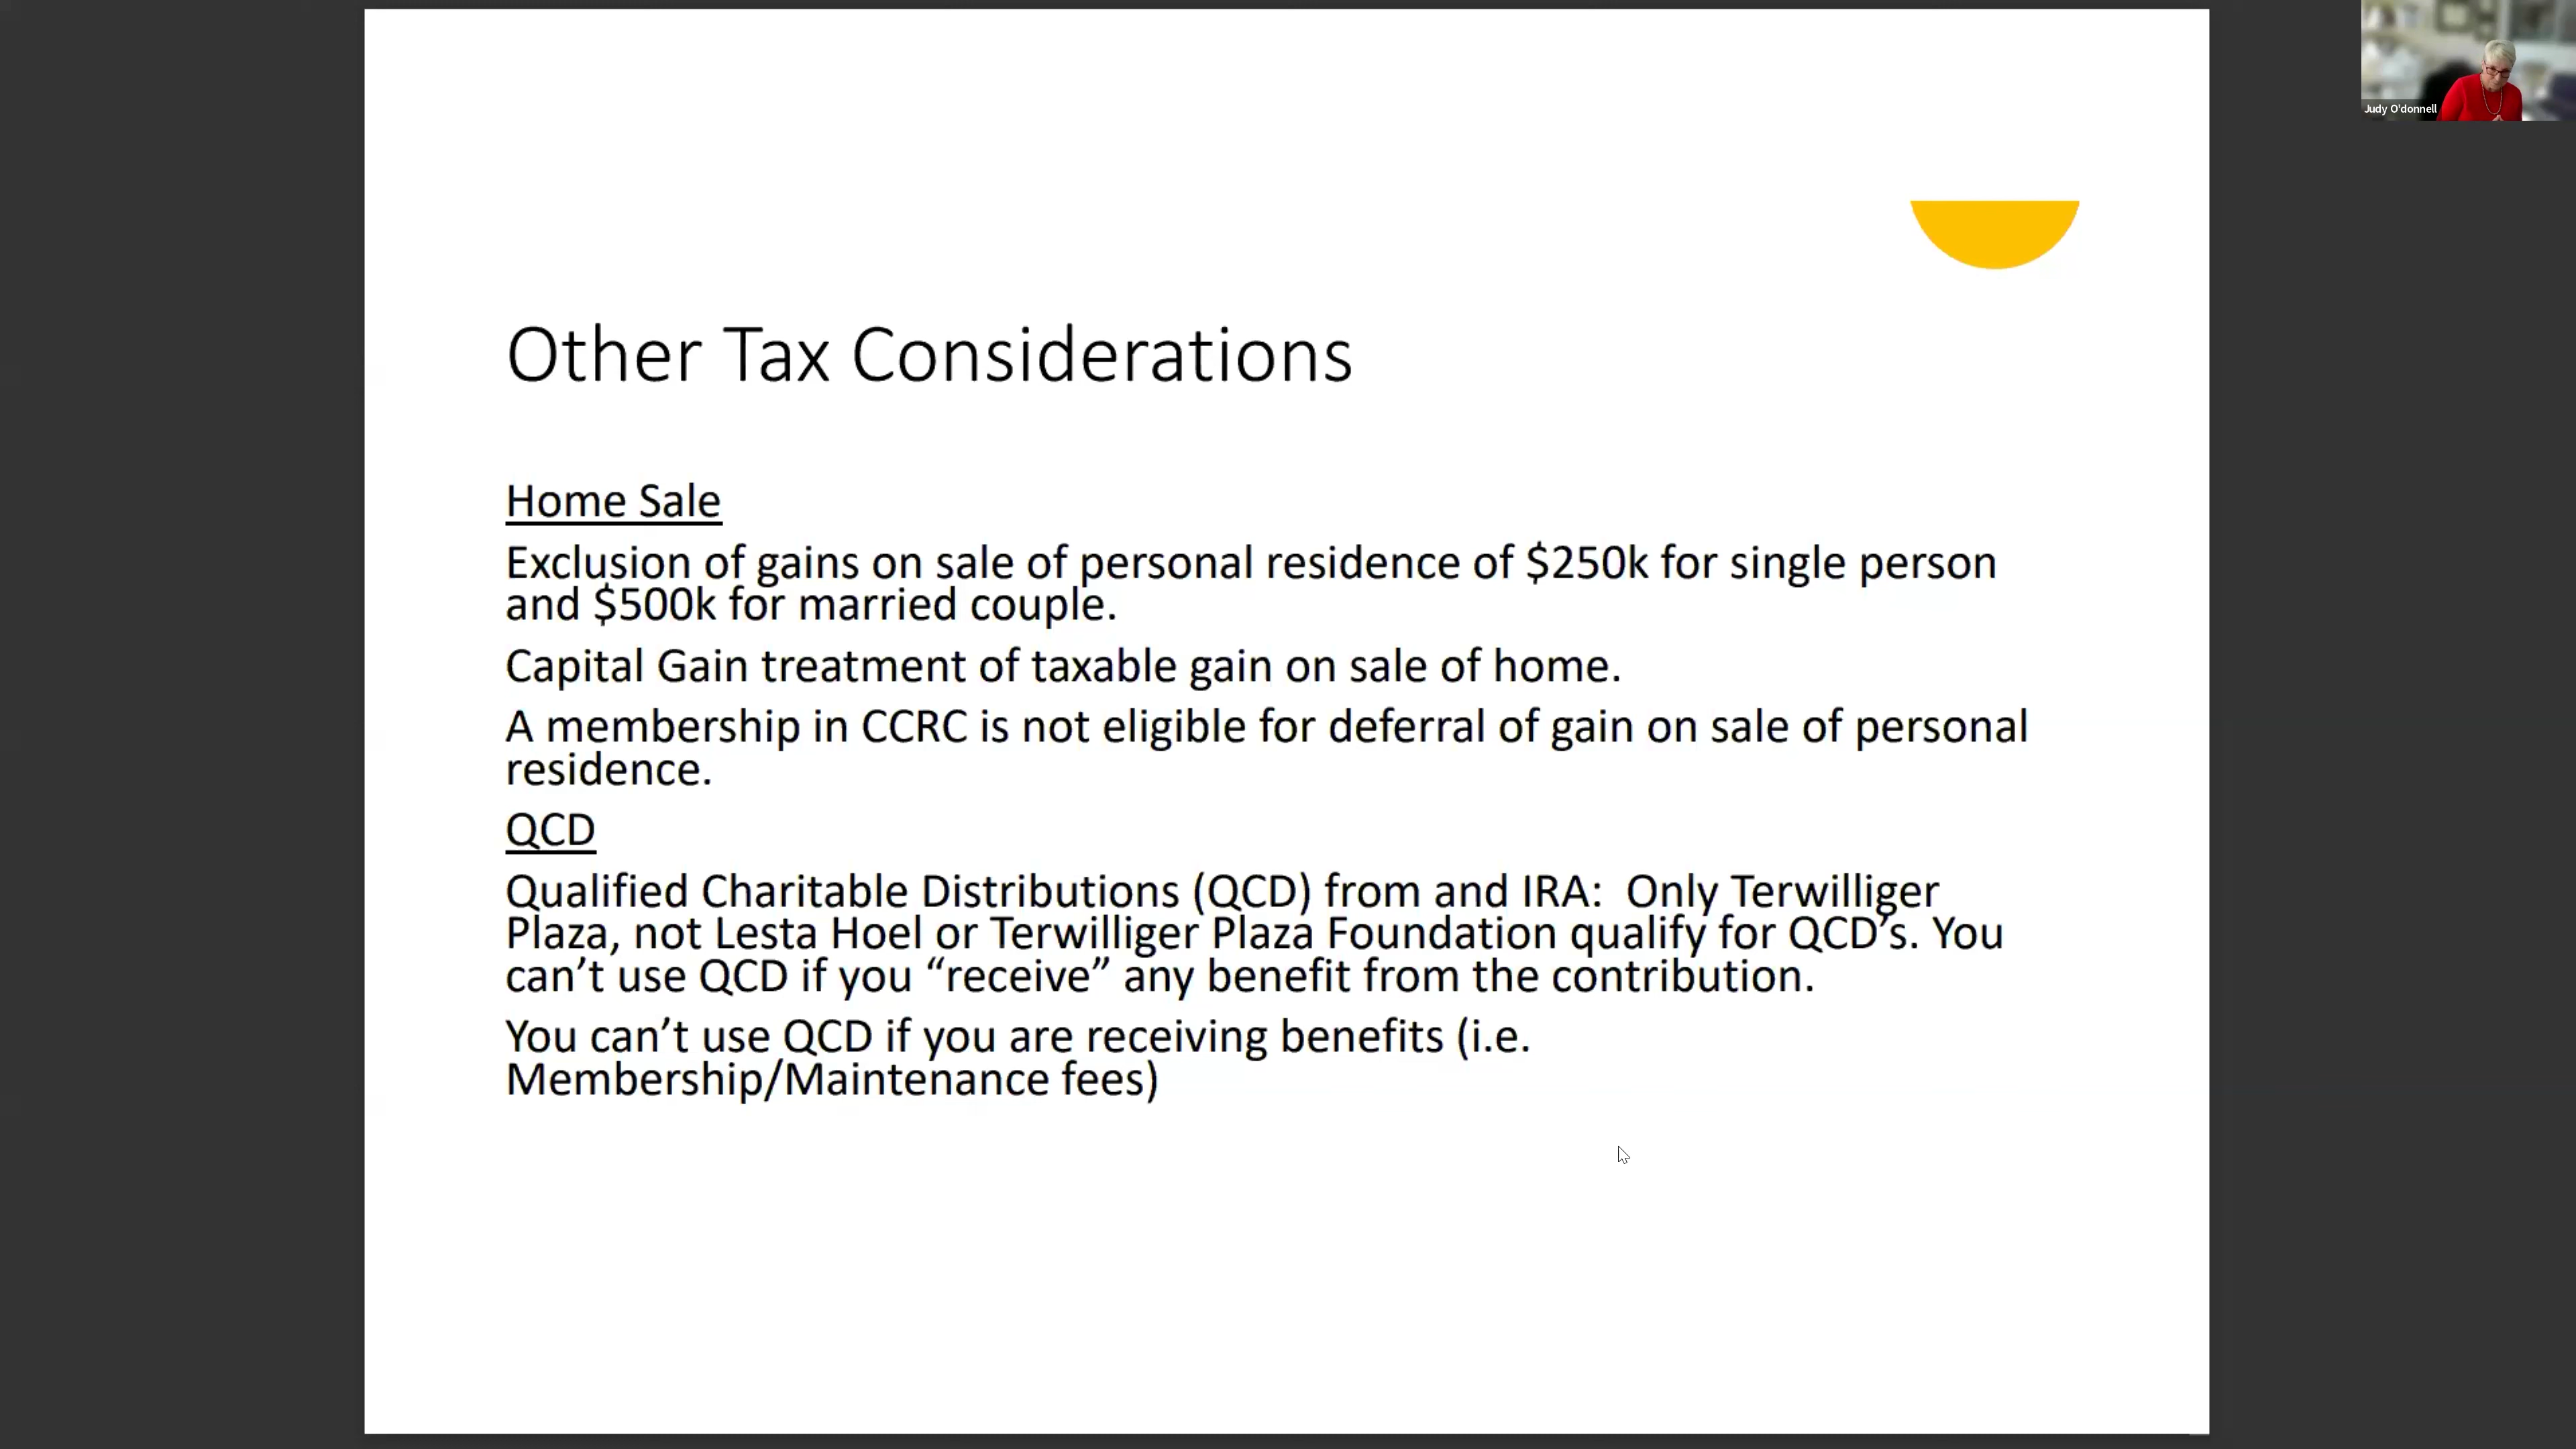 Judy O'donnell
Other Tax Considerations
Home Sale
Exclusion of gains on sale of personal residence of $250k for single person
and $500k for married couple.
Capital Gain treatment of taxable gain on sale of home.
A membership in CCRC is not eligible for deferral of gain on sale of personal
residence.
QCD
Qualified Charitable Distributions (QCD) from and IRA:  Only Terwilliger
Plaza, not Lesta Hoel or Terwilliger Plaza Foundation qualify for QCD’s. You
can’t use QCD if you “receive” any benefit from the contribution.
You can’t use QCD if you are receiving benefits (i.e.
Membership/Maintenance fees)